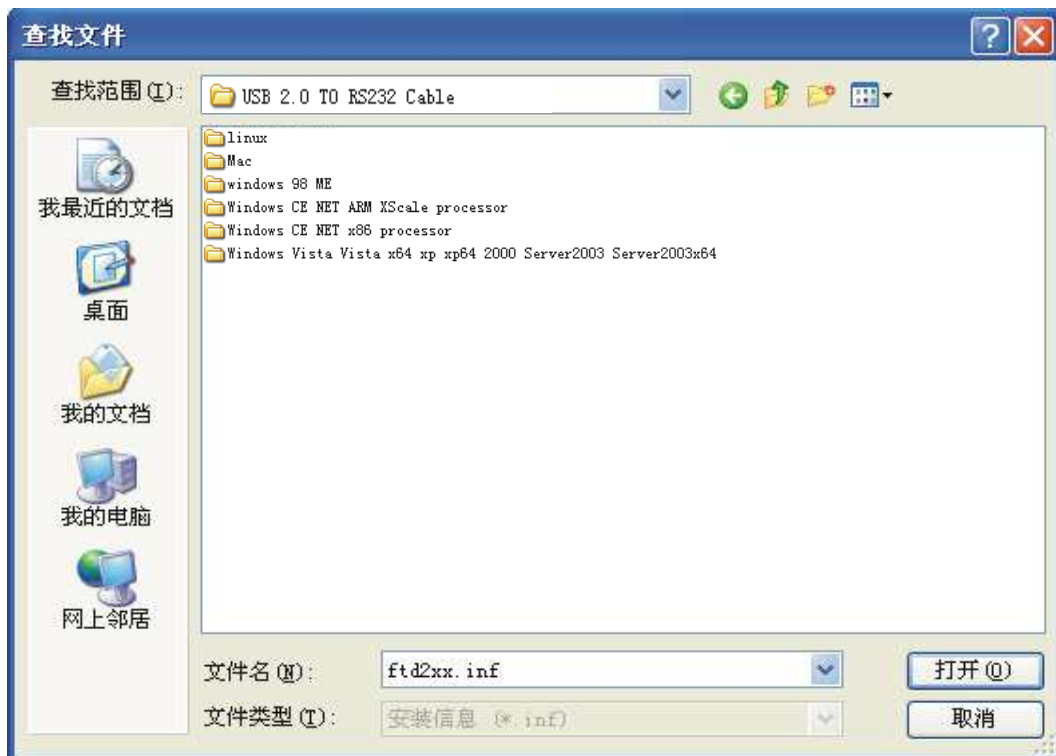 查找文件
查找范围(I):
USB 2.0 TO RS232 Cable
linux
Mac
windows 98 ME
Windows CE NET ARM XScale processor
Windows CE NET x86 processor
Windows Vista Vista x64 xp xp64 2000 Server2003 Server2003x64
我最近的文档
桌面
我的文档
我的电脑
网上邻居
文件名(N): ftd2xx.inf 打开(O)
文件类型(T): 安装信息 (*.inf) 取消